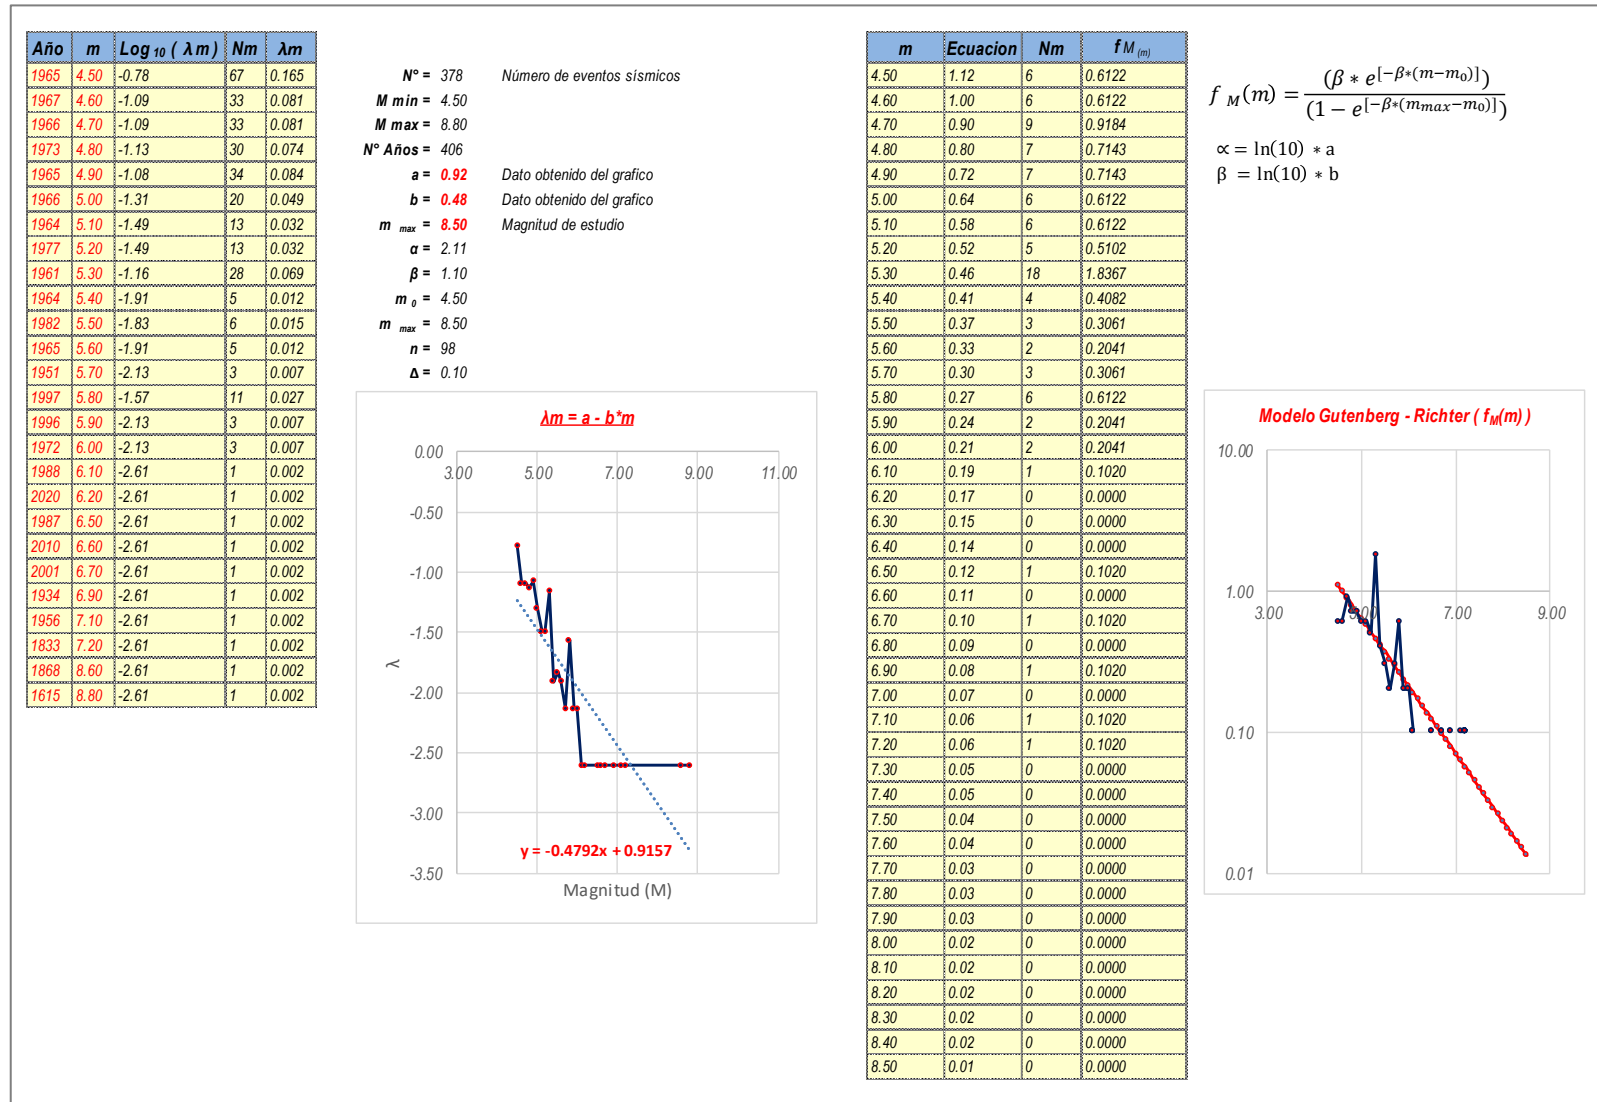 Año m Log 10 ( λm ) Nm λm
1965 4.50 -0.78 67 0.165
1967 4.60 -1.09 33 0.081
1966 4.70 -1.09 33 0.081
1973 4.80 -1.13 30 0.074
1965 4.90 -1.08 34 0.084
1966 5.00 -1.31 20 0.049
1964 5.10 -1.49 13 0.032
1977 5.20 -1.49 13 0.032
1961 5.30 -1.16 28 0.069
1964 5.40 -1.91 5 0.012
1982 5.50 -1.83 6 0.015
1965 5.60 -1.91 5 0.012
1951 5.70 -2.13 3 0.007
1997 5.80 -1.57 11 0.027
1996 5.90 -2.13 3 0.007
1972 6.00 -2.13 3 0.007
1988 6.10 -2.61 1 0.002
2020 6.20 -2.61 1 0.002
1987 6.50 -2.61 1 0.002
2010 6.60 -2.61 1 0.002
2001 6.70 -2.61 1 0.002
1934 6.90 -2.61 1 0.002
1956 7.10 -2.61 1 0.002
1833 7.20 -2.61 1 0.002
1868 8.60 -2.61 1 0.002
1615 8.80 -2.61 1 0.002
N° = 378 Número de eventos sísmicos
M min = 4.50
M max = 8.80
N° Años = 406
a = 0.92 Dato obtenido del grafico
b = 0.48 Dato obtenido del grafico
m max = 8.50 Magnitud de estudio
α = 2.11
β = 1.10
m 0 = 4.50
m max = 8.50
n = 98
Δ = 0.10
λm = a - b*m
0.00
3.00 5.00 7.00 9.00 11.00
-0.50
-1.00
-1.50
-2.00
-2.50
-3.00
-3.50
λ
y = -0.4792x + 0.9157
Magnitud (M)
m Ecuacion Nm f M (m)
4.50 1.12 6 0.6122
4.60 1.00 6 0.6122
4.70 0.90 9 0.9184
4.80 0.80 7 0.7143
4.90 0.72 7 0.7143
5.00 0.64 6 0.6122
5.10 0.58 6 0.6122
5.20 0.52 5 0.5102
5.30 0.46 18 1.8367
5.40 0.41 4 0.4082
5.50 0.37 3 0.3061
5.60 0.33 2 0.2041
5.70 0.30 3 0.3061
5.80 0.27 6 0.6122
5.90 0.24 2 0.2041
6.00 0.21 2 0.2041
6.10 0.19 1 0.1020
6.20 0.17 0 0.0000
6.30 0.15 0 0.0000
6.40 0.14 0 0.0000
6.50 0.12 1 0.1020
6.60 0.11 0 0.0000
6.70 0.10 1 0.1020
6.80 0.09 0 0.0000
6.90 0.08 1 0.1020
7.00 0.07 0 0.0000
7.10 0.06 1 0.1020
7.20 0.06 1 0.1020
7.30 0.05 0 0.0000
7.40 0.05 0 0.0000
7.50 0.04 0 0.0000
7.60 0.04 0 0.0000
7.70 0.03 0 0.0000
7.80 0.03 0 0.0000
7.90 0.03 0 0.0000
8.00 0.02 0 0.0000
8.10 0.02 0 0.0000
8.20 0.02 0 0.0000
8.30 0.02 0 0.0000
8.40 0.02 0 0.0000
8.50 0.01 0 0.0000
f M(m) = (β * e^[−β*(m−m0)]) / (1 − e^[−β*(mmax−m0)])
∝ = ln(10) * a
β = ln(10) * b
Modelo Gutenberg - Richter ( fM(m) )
10.00
1.00
3.00 5.00 7.00 9.00
0.10
0.01